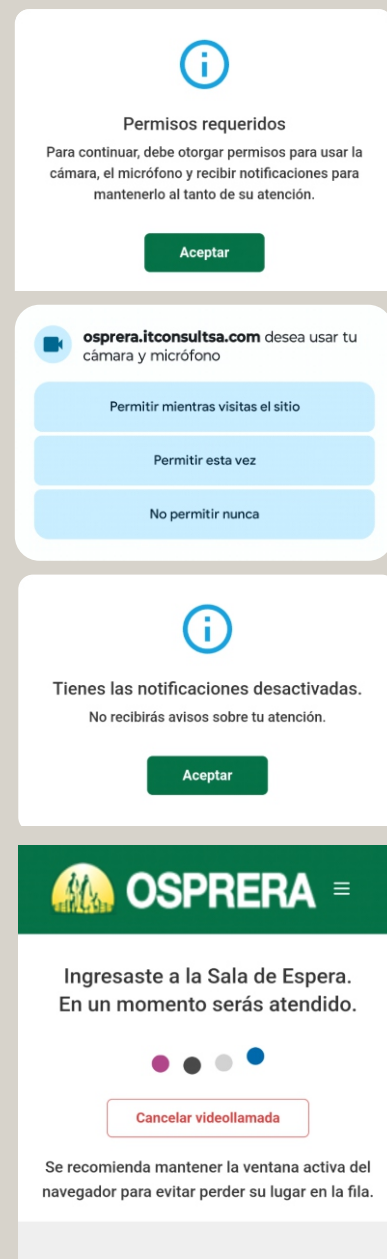 Permisos requeridos
Para continuar, debe otorgar permisos para usar la
cámara, el micrófono y recibir notificaciones para
mantenerlo al tanto de su atención.
Aceptar
osprera.itconsultsa.com desea usar tu
cámara y micrófono
Permitir mientras visitas el sitio
Permitir esta vez
No permitir nunca
Tienes las notificaciones desactivadas.
No recibirás avisos sobre tu atención.
Aceptar
OSPRERA
Ingresaste a la Sala de Espera.
En un momento serás atendido.
Cancelar videollamada
Se recomienda mantener la ventana activa del
navegador para evitar perder su lugar en la fila.